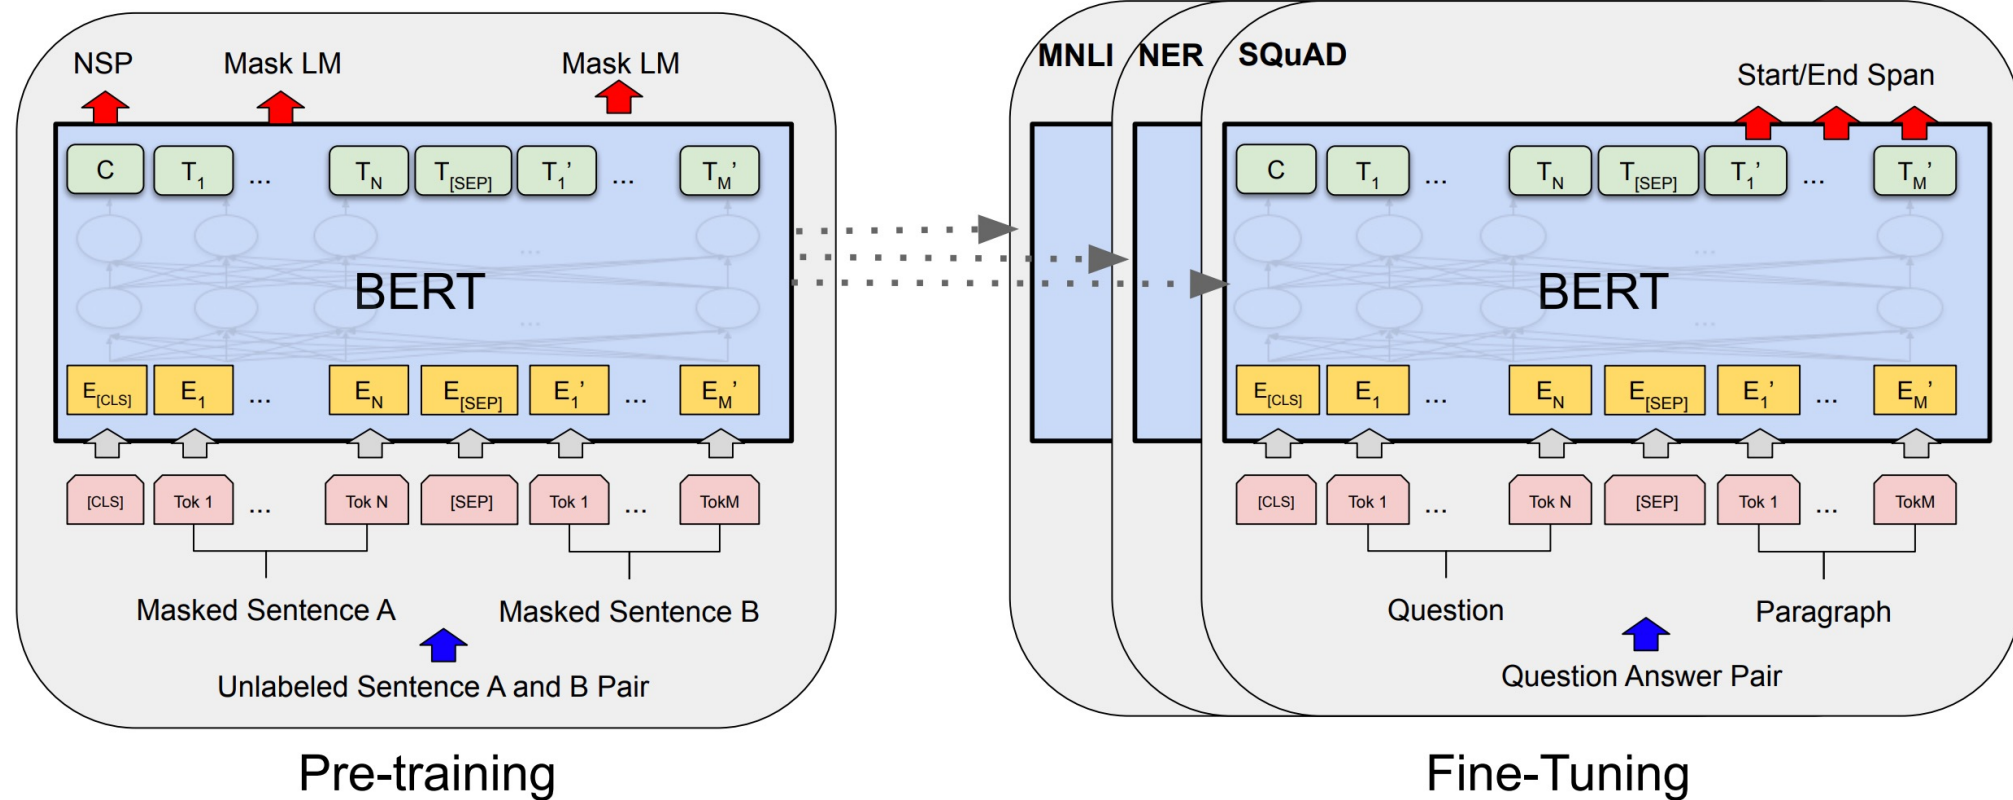 NSP Mask LM Mask LM
C T1 ... TN T[SEP] T1’ ... TM’
...
BERT
...
E[CLS] E1 ... EN E[SEP] E1’ ... EM’
[CLS] Tok 1 ... Tok N [SEP] Tok 1 ... TokM
Masked Sentence A Masked Sentence B
Unlabeled Sentence A and B Pair
Pre-training
MNLI NER SQuAD
Start/End Span
C T1 ... TN T[SEP] T1’ ... TM’
...
BERT
...
E[CLS] E1 ... EN E[SEP] E1’ ... EM’
[CLS] Tok 1 ... Tok N [SEP] Tok 1 ... TokM
Question Paragraph
Question Answer Pair
Fine-Tuning